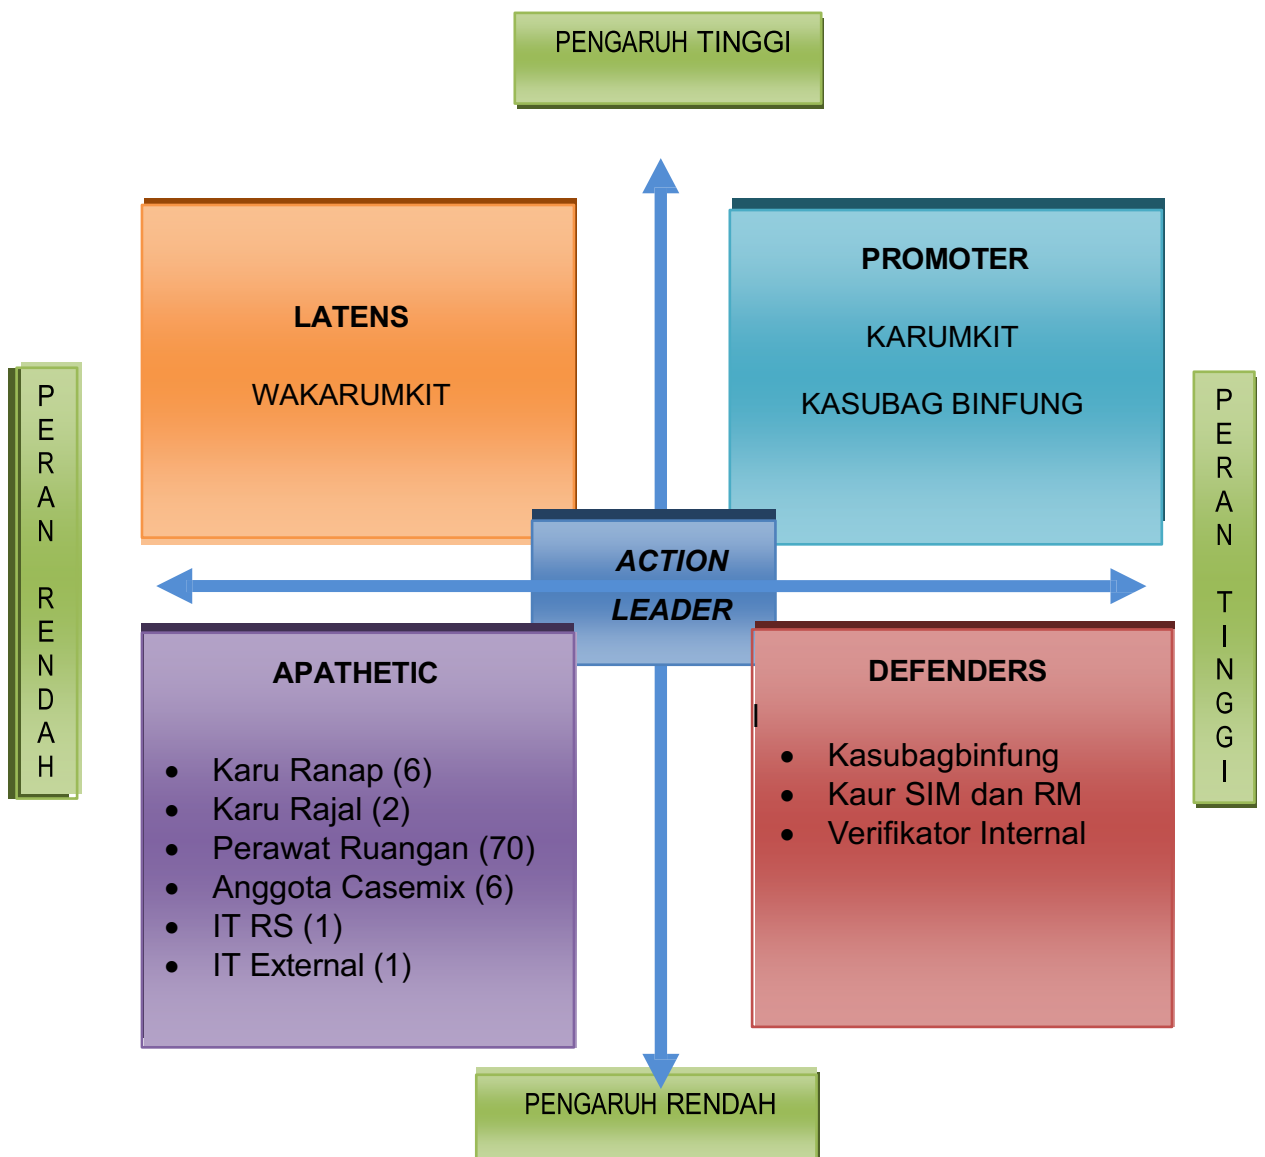 PENGARUH TINGGI
LATENS
WAKARUMKIT
PROMOTER
KARUMKIT
KASUBAG BINFUNG
PERAN RENDAH
PERAN TINGGI
ACTION
LEADER
APATHETIC
• Karu Ranap (6)
• Karu Rajal (2)
• Perawat Ruangan (70)
• Anggota Casemix (6)
• IT RS (1)
• IT External (1)
DEFENDERS
l
• Kasubagbinfung
• Kaur SIM dan RM
• Verifikator Internal
PENGARUH RENDAH